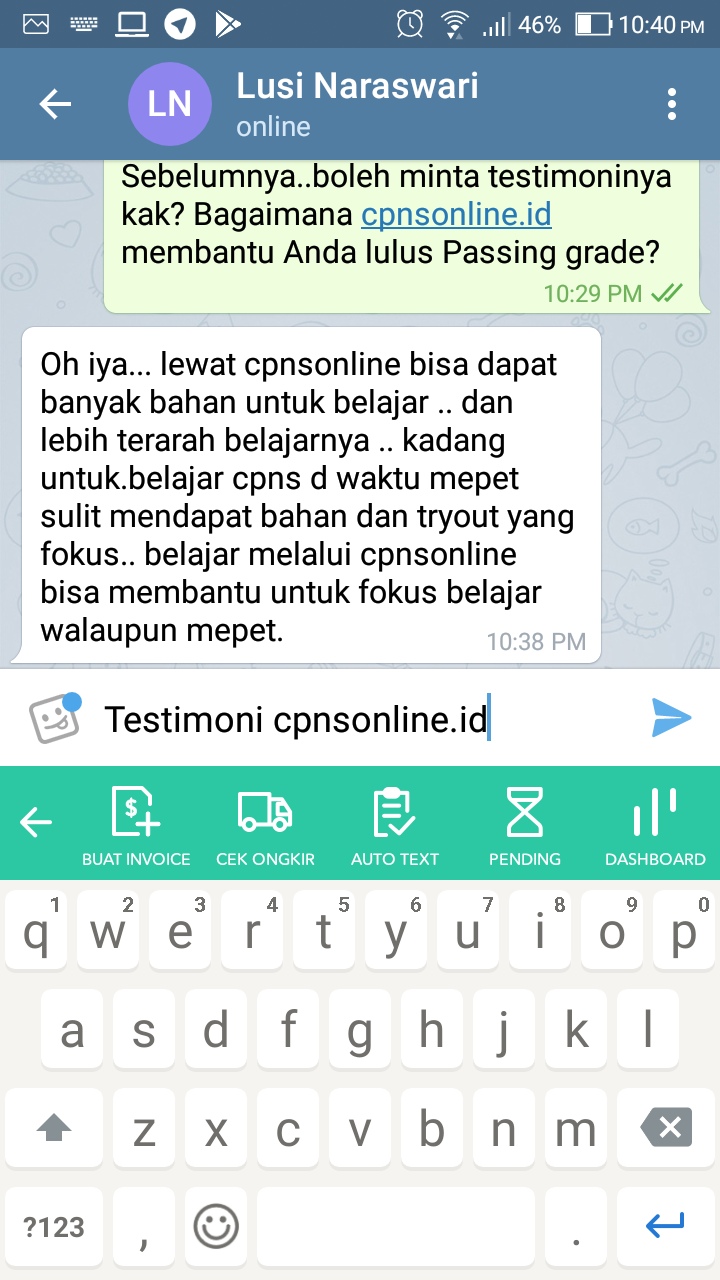 46% 10:40 PM
LN
Lusi Naraswari
online
Sebelumnya..boleh minta testimoninya
kak? Bagaimana cpnsonline.id
membantu Anda lulus Passing grade?
10:29 PM
Oh iya... lewat cpnsonline bisa dapat
banyak bahan untuk belajar .. dan
lebih terarah belajarnya .. kadang
untuk.belajar cpns d waktu mepet
sulit mendapat bahan dan tryout yang
fokus.. belajar melalui cpnsonline
bisa membantu untuk fokus belajar
walaupun mepet.
10:38 PM
Testimoni cpnsonline.id
$
BUAT INVOICE CEK ONGKIR AUTO TEXT PENDING DASHBOARD
1 2 3 4 5 6 7 8 9 0
q w e r t y u i o p
a s d f g h j k l
z x c v b n m
?123 , .